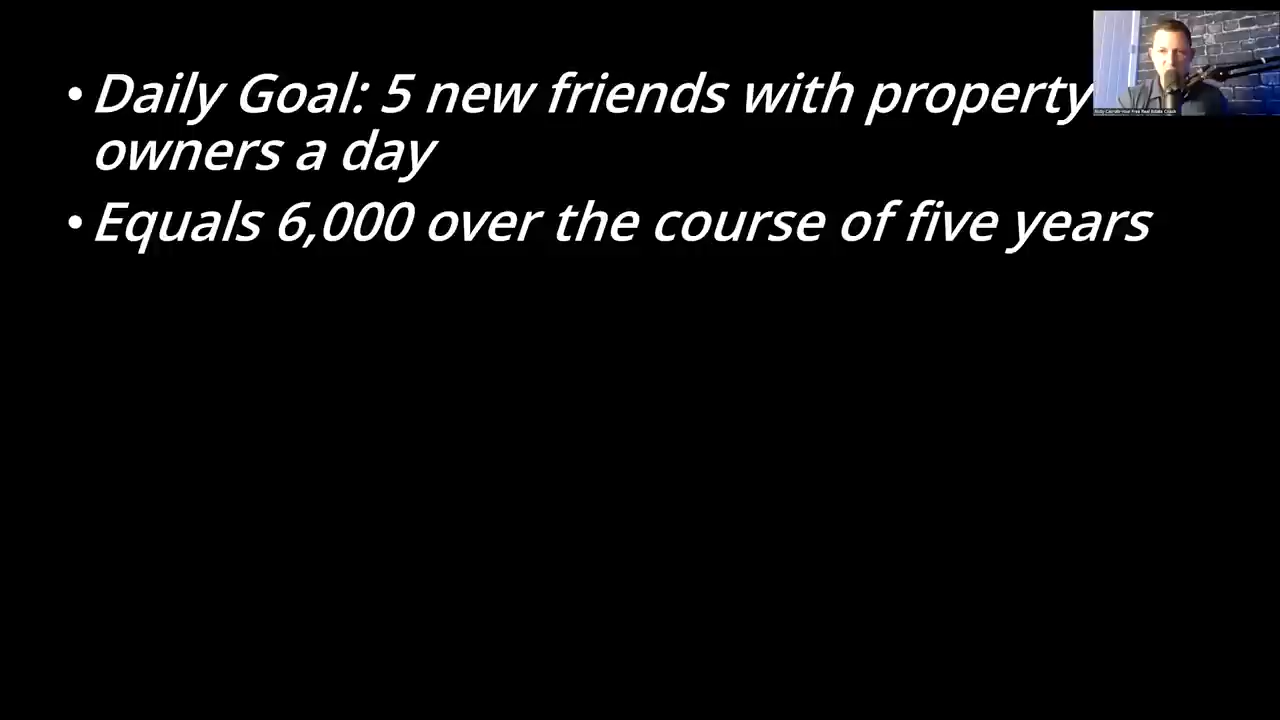 • Daily Goal: 5 new friends with property
owners a day
• Equals 6,000 over the course of five years